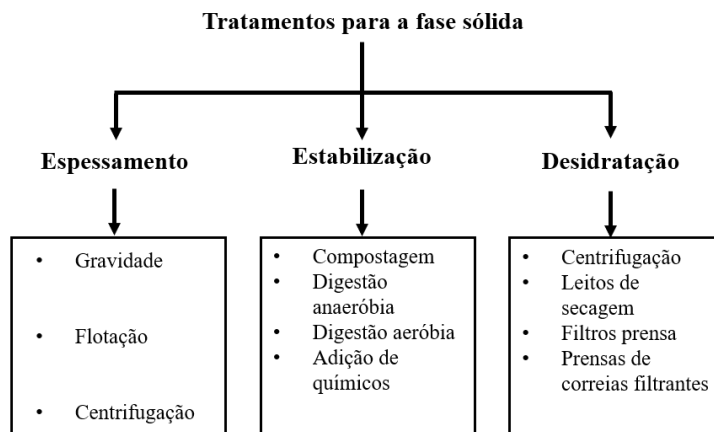 Tratamentos para a fase sólida
Espessamento
Estabilização
Desidratação
• Gravidade
• Flotação
• Centrifugação
• Compostagem
• Digestão
anaeróbia
• Digestão aeróbia
• Adição de
químicos
• Centrifugação
• Leitos de
secagem
• Filtros prensa
• Prensas de
correias filtrantes